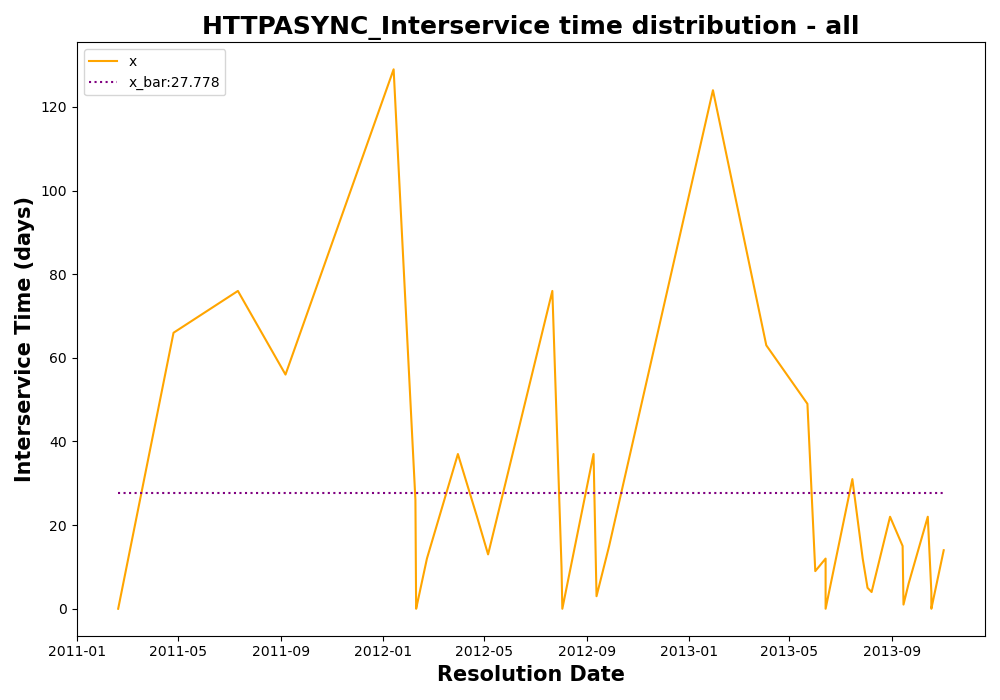 HTTPASYNC_Interservice time distribution - all
x
x_bar:27.778
Interservice Time (days)
120
100
80
60
40
20
0
2011-01 2011-05 2011-09 2012-01 2012-05 2012-09 2013-01 2013-05 2013-09
Resolution Date